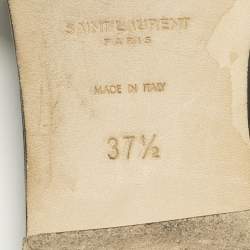 SAINT LAURENT
PARIS
MADE IN ITALY
37½